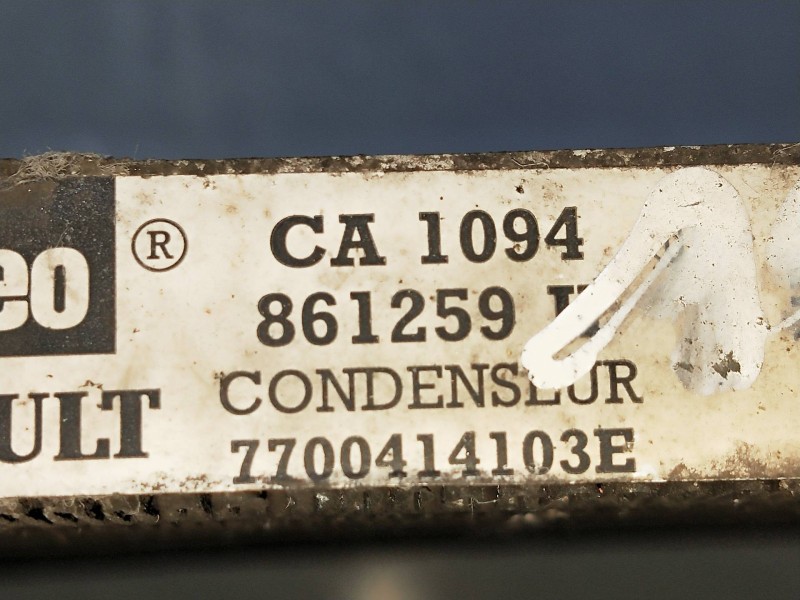 eo ®
CA 1094
861259
CONDENSEUR
ULT
7700414103E